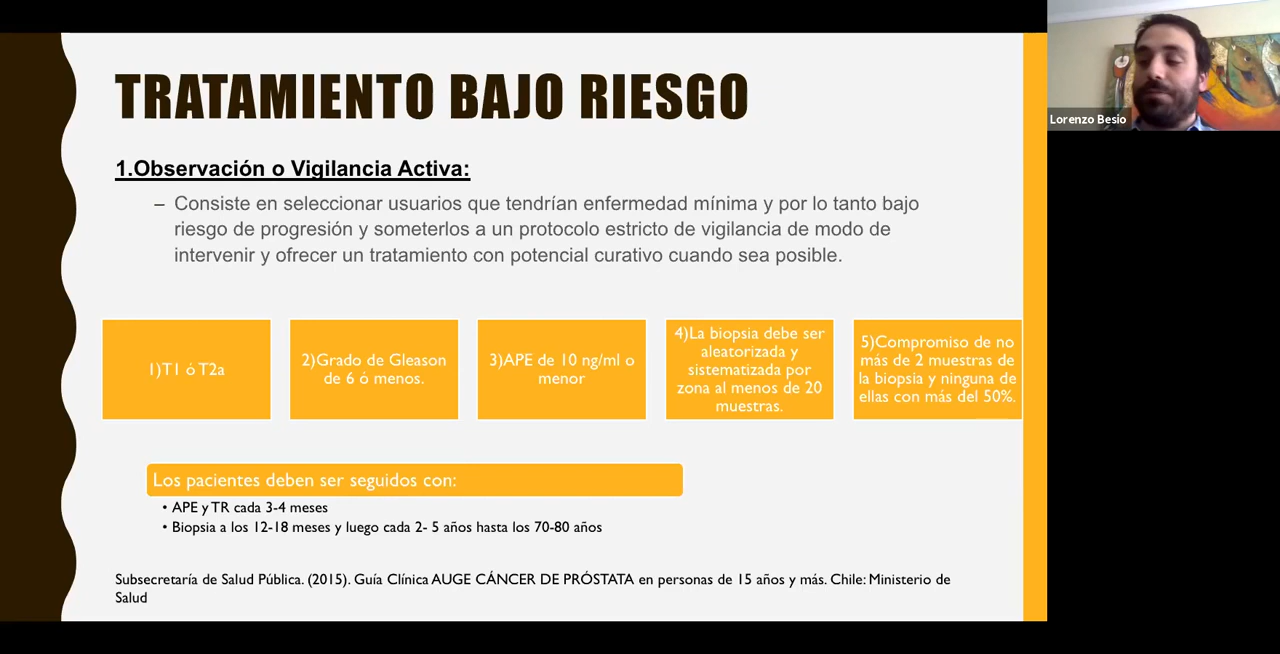 TRATAMIENTO BAJO RIESGO
1.Observación o Vigilancia Activa:
– Consiste en seleccionar usuarios que tendrían enfermedad mínima y por lo tanto bajo
riesgo de progresión y someterlos a un protocolo estricto de vigilancia de modo de
intervenir y ofrecer un tratamiento con potencial curativo cuando sea posible.
1)T1 ó T2a
2)Grado de Gleason
de 6 ó menos.
3)APE de 10 ng/ml o
menor
4)La biopsia debe ser
aleatorizada y
sistematizada por
zona al menos de 20
muestras.
5)Compromiso de no
más de 2 muestras de
la biopsia y ninguna de
ellas con más del 50%.
Los pacientes deben ser seguidos con:
• APE y TR cada 3-4 meses
• Biopsia a los 12-18 meses y luego cada 2- 5 años hasta los 70-80 años
Subsecretaría de Salud Pública. (2015). Guía Clínica AUGE CÁNCER DE PRÓSTATA en personas de 15 años y más. Chile: Ministerio de
Salud
Lorenzo Besio